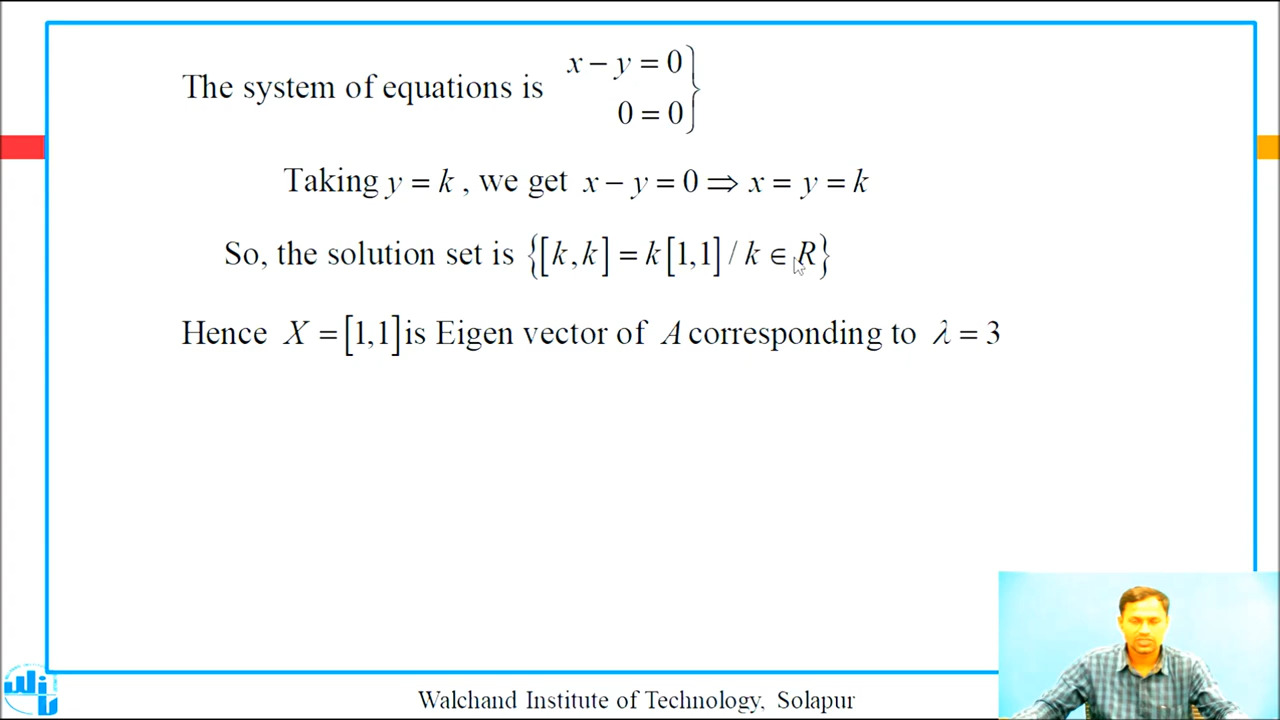 The system of equations is x − y = 0
0 = 0}
Taking y = k , we get x − y = 0 ⇒ x = y = k
So, the solution set is {[k,k] = k[1,1] / k ∈ R}
Hence X = [1,1] is Eigen vector of A corresponding to λ = 3
Walchand Institute of Technology, Solapur